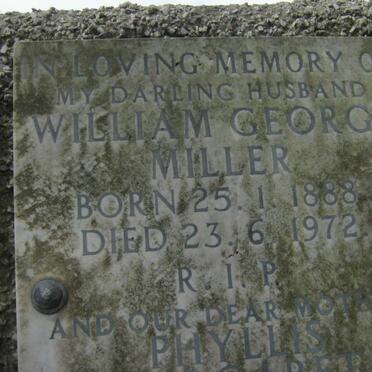 IN LOVING MEMORY O
MY DARLING HUSBAND
WILLIAM GEORG
MILLER
BORN 25. 1. 1888
DIED 23. 6. 1972
R. I. P.
AND OUR DEAR MOTH
PHYLLIS